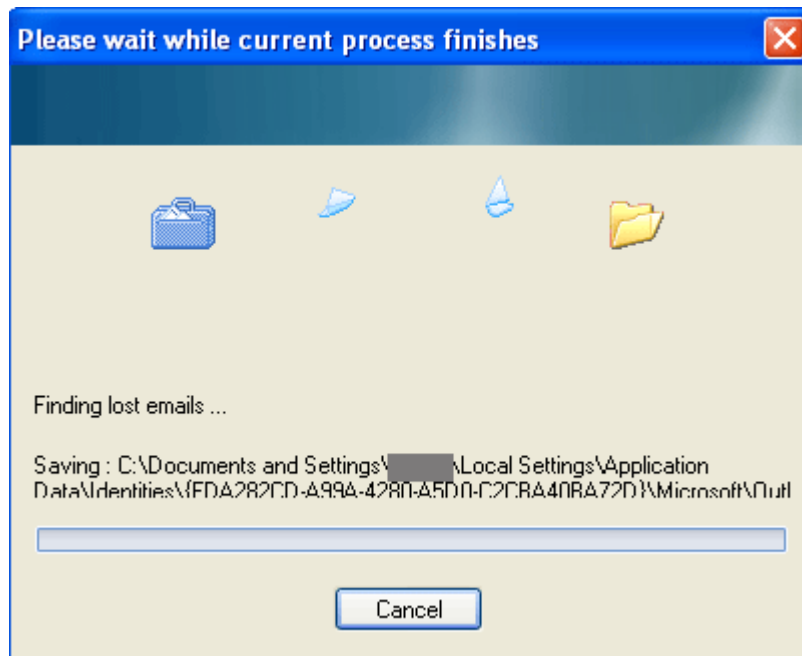 Please wait while current process finishes
Finding lost emails ...
Saving : C:\Documents and Settings\ \Local Settings\Application
Data\Identities\{FDA282CD-A99A-4280-A5D0-C2CBA40BA72D}\Microsoft\Outl
Cancel